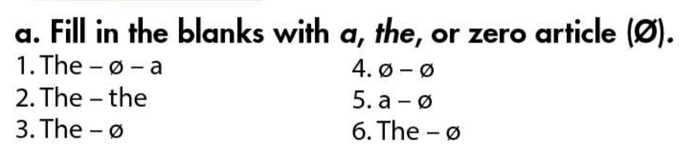 a. Fill in the blanks with a, the, or zero article (Ø).
1. The – ø – a
2. The – the
3. The – ø
4. ø – ø
5. a – ø
6. The – ø